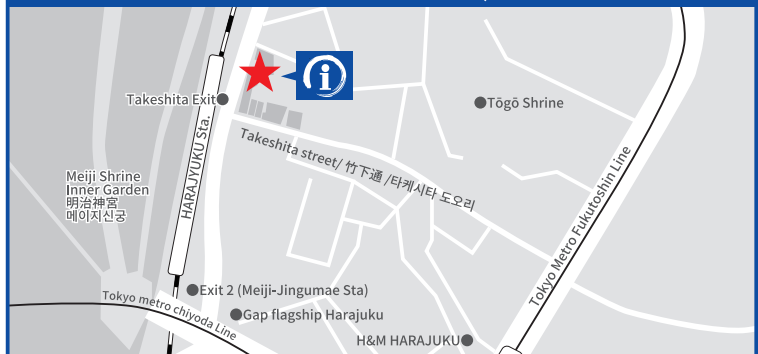 i
Takeshita Exit
Tōgō Shrine
HARAJYUKU Sta.
Takeshita street/ 竹下通 /타케시타 도오리
Meiji Shrine
Inner Garden
明治神宮
메이지신궁
Tokyo Metro Fukutoshin Line
Exit 2 (Meiji-Jingumae Sta)
Tokyo metro chiyoda Line
Gap flagship Harajuku
H&M HARAJUKU